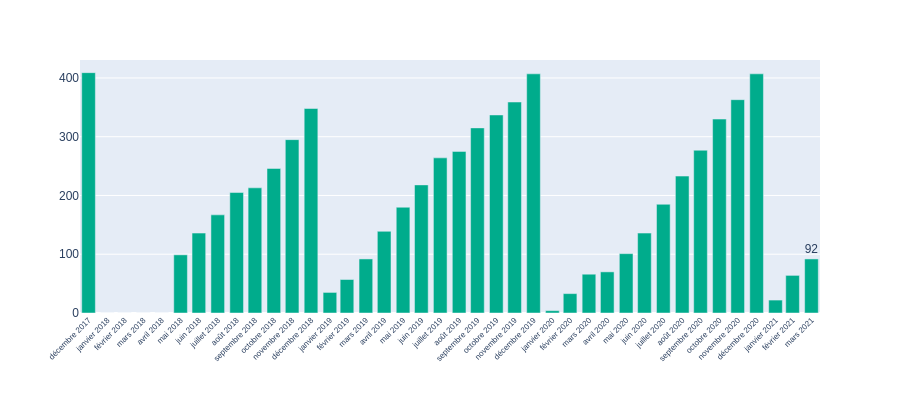 400
300
200
100
0
92
décembre 2017
janvier 2018
février 2018
mars 2018
avril 2018
mai 2018
juin 2018
juillet 2018
août 2018
septembre 2018
octobre 2018
novembre 2018
décembre 2018
janvier 2019
février 2019
mars 2019
avril 2019
mai 2019
juin 2019
juillet 2019
août 2019
septembre 2019
octobre 2019
novembre 2019
décembre 2019
janvier 2020
février 2020
mars 2020
avril 2020
mai 2020
juin 2020
juillet 2020
août 2020
septembre 2020
octobre 2020
novembre 2020
décembre 2020
janvier 2021
février 2021
mars 2021